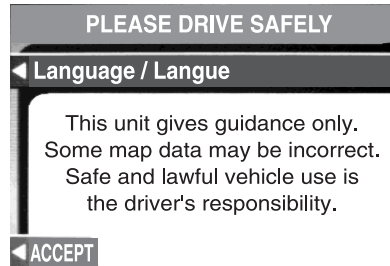 PLEASE DRIVE SAFELY
Language / Langue
This unit gives guidance only.
Some map data may be incorrect.
Safe and lawful vehicle use is
the driver's responsibility.
ACCEPT